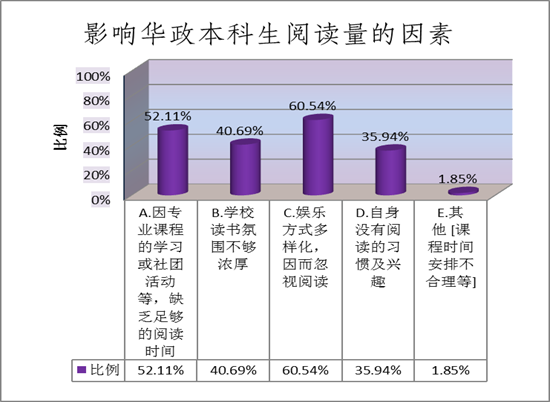 影响华政本科生阅读量的因素
比例
100%
80%
60%
40%
20%
0%
52.11%
40.69%
60.54%
35.94%
1.85%
A.因专
业课程
的学习
或社团
活动
等，缺
乏足够
的阅读
时间
B.学校
读书氛
围不够
浓厚
C.娱乐
方式多
样化，
因而忽
视阅读
D.自身
没有阅
读的习
惯及兴
趣
E.其
他 [课
程时间
安排不
合理等]
比例 52.11% 40.69% 60.54% 35.94% 1.85%